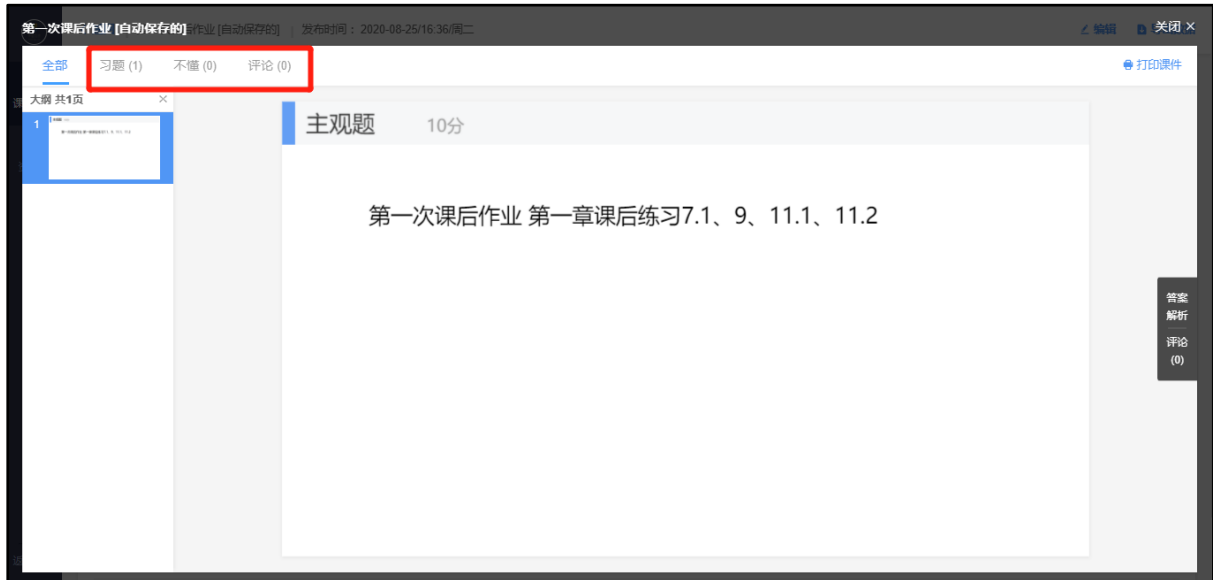 第一次课后作业 [自动保存的]
作业 [自动保存的] | 发布时间：2020-08-25/16:36/周二
编辑
关闭 ×
全部
习题 (1)
不懂 (0)
评论 (0)
打印课件
大纲 共1页 ×
1
主观题 10分
第一次课后作业 第一章课后练习7.1、9、11.1、11.2
答案
解析
评论
(0)